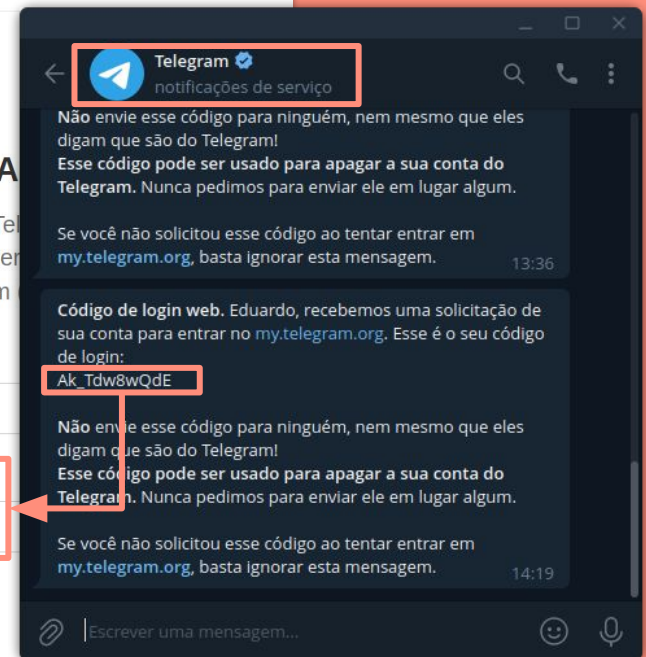 Telegram
notificações de serviço
Não envie esse código para ninguém, nem mesmo que eles
digam que são do Telegram!
Esse código pode ser usado para apagar a sua conta do
Telegram. Nunca pedimos para enviar ele em lugar algum.
Se você não solicitou esse código ao tentar entrar em
my.telegram.org, basta ignorar esta mensagem.
13:36
Código de login web. Eduardo, recebemos uma solicitação de
sua conta para entrar no my.telegram.org. Esse é o seu código
de login:
Ak_Tdw8wQdE
Não envie esse código para ninguém, nem mesmo que eles
digam que são do Telegram!
Esse código pode ser usado para apagar a sua conta do
Telegram. Nunca pedimos para enviar ele em lugar algum.
Se você não solicitou esse código ao tentar entrar em
my.telegram.org, basta ignorar esta mensagem.
14:19
Escrever uma mensagem...